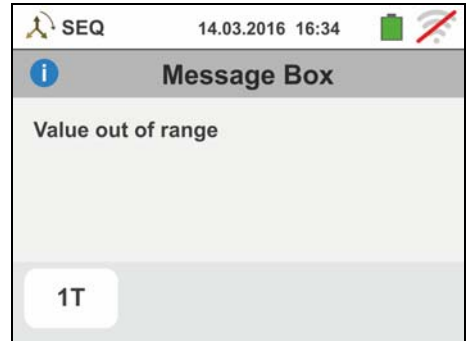 SEQ 14.03.2016 16:34
i Message Box
Value out of range
1T